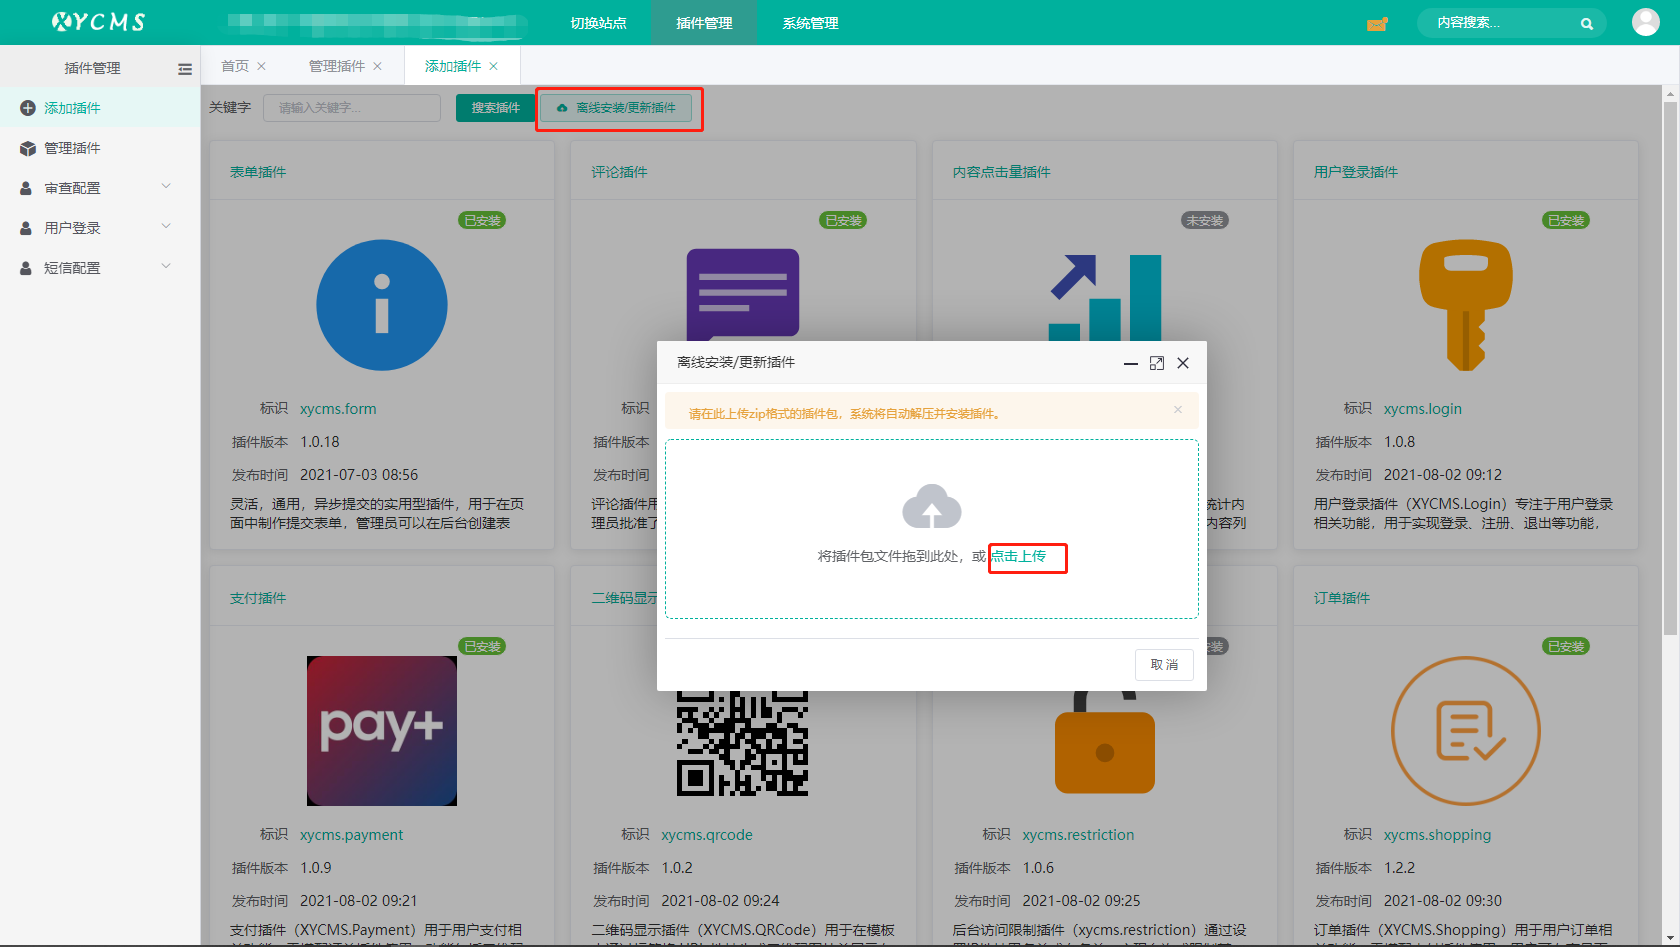 XYCMS
切换站点
插件管理
系统管理
内容搜索...
插件管理
首页
管理插件
添加插件
添加插件
管理插件
审查配置
用户登录
短信配置
关键字
请输入关键字...
搜索插件
离线安装/更新插件
表单插件
已安装
标识 xycms.form
插件版本 1.0.18
发布时间 2021-07-03 08:56
灵活，通用，异步提交的实用型插件，用于在页
面中制作提交表单，管理员可以在后台创建表
评论插件
已安装
标识
插件版本
发布时间
评论插件用
理员批准了
内容点击量插件
未安装
统计内
内容列
用户登录插件
已安装
标识 xycms.login
插件版本 1.0.8
发布时间 2021-08-02 09:12
用户登录插件（XYCMS.Login）专注于用户登录
相关功能，用于实现登录、注册、退出等功能，
离线安装/更新插件
请在此上传zip格式的插件包，系统将自动解压并安装插件。
将插件包文件拖到此处，或 点击上传
取 消
支付插件
已安装
pay+
标识 xycms.payment
插件版本 1.0.9
发布时间 2021-08-02 09:21
支付插件（XYCMS.Payment）用于用户支付相
二维码显示
标识 xycms.qrcode
插件版本 1.0.2
发布时间 2021-08-02 09:24
二维码显示插件（XYCMS.QRCode）用于在模板
安装
标识 xycms.restriction
插件版本 1.0.6
发布时间 2021-08-02 09:25
后台访问限制插件（xycms.restriction）通过设
订单插件
已安装
标识 xycms.shopping
插件版本 1.2.2
发布时间 2021-08-02 09:30
订单插件（XYCMS.Shopping）用于用户订单相